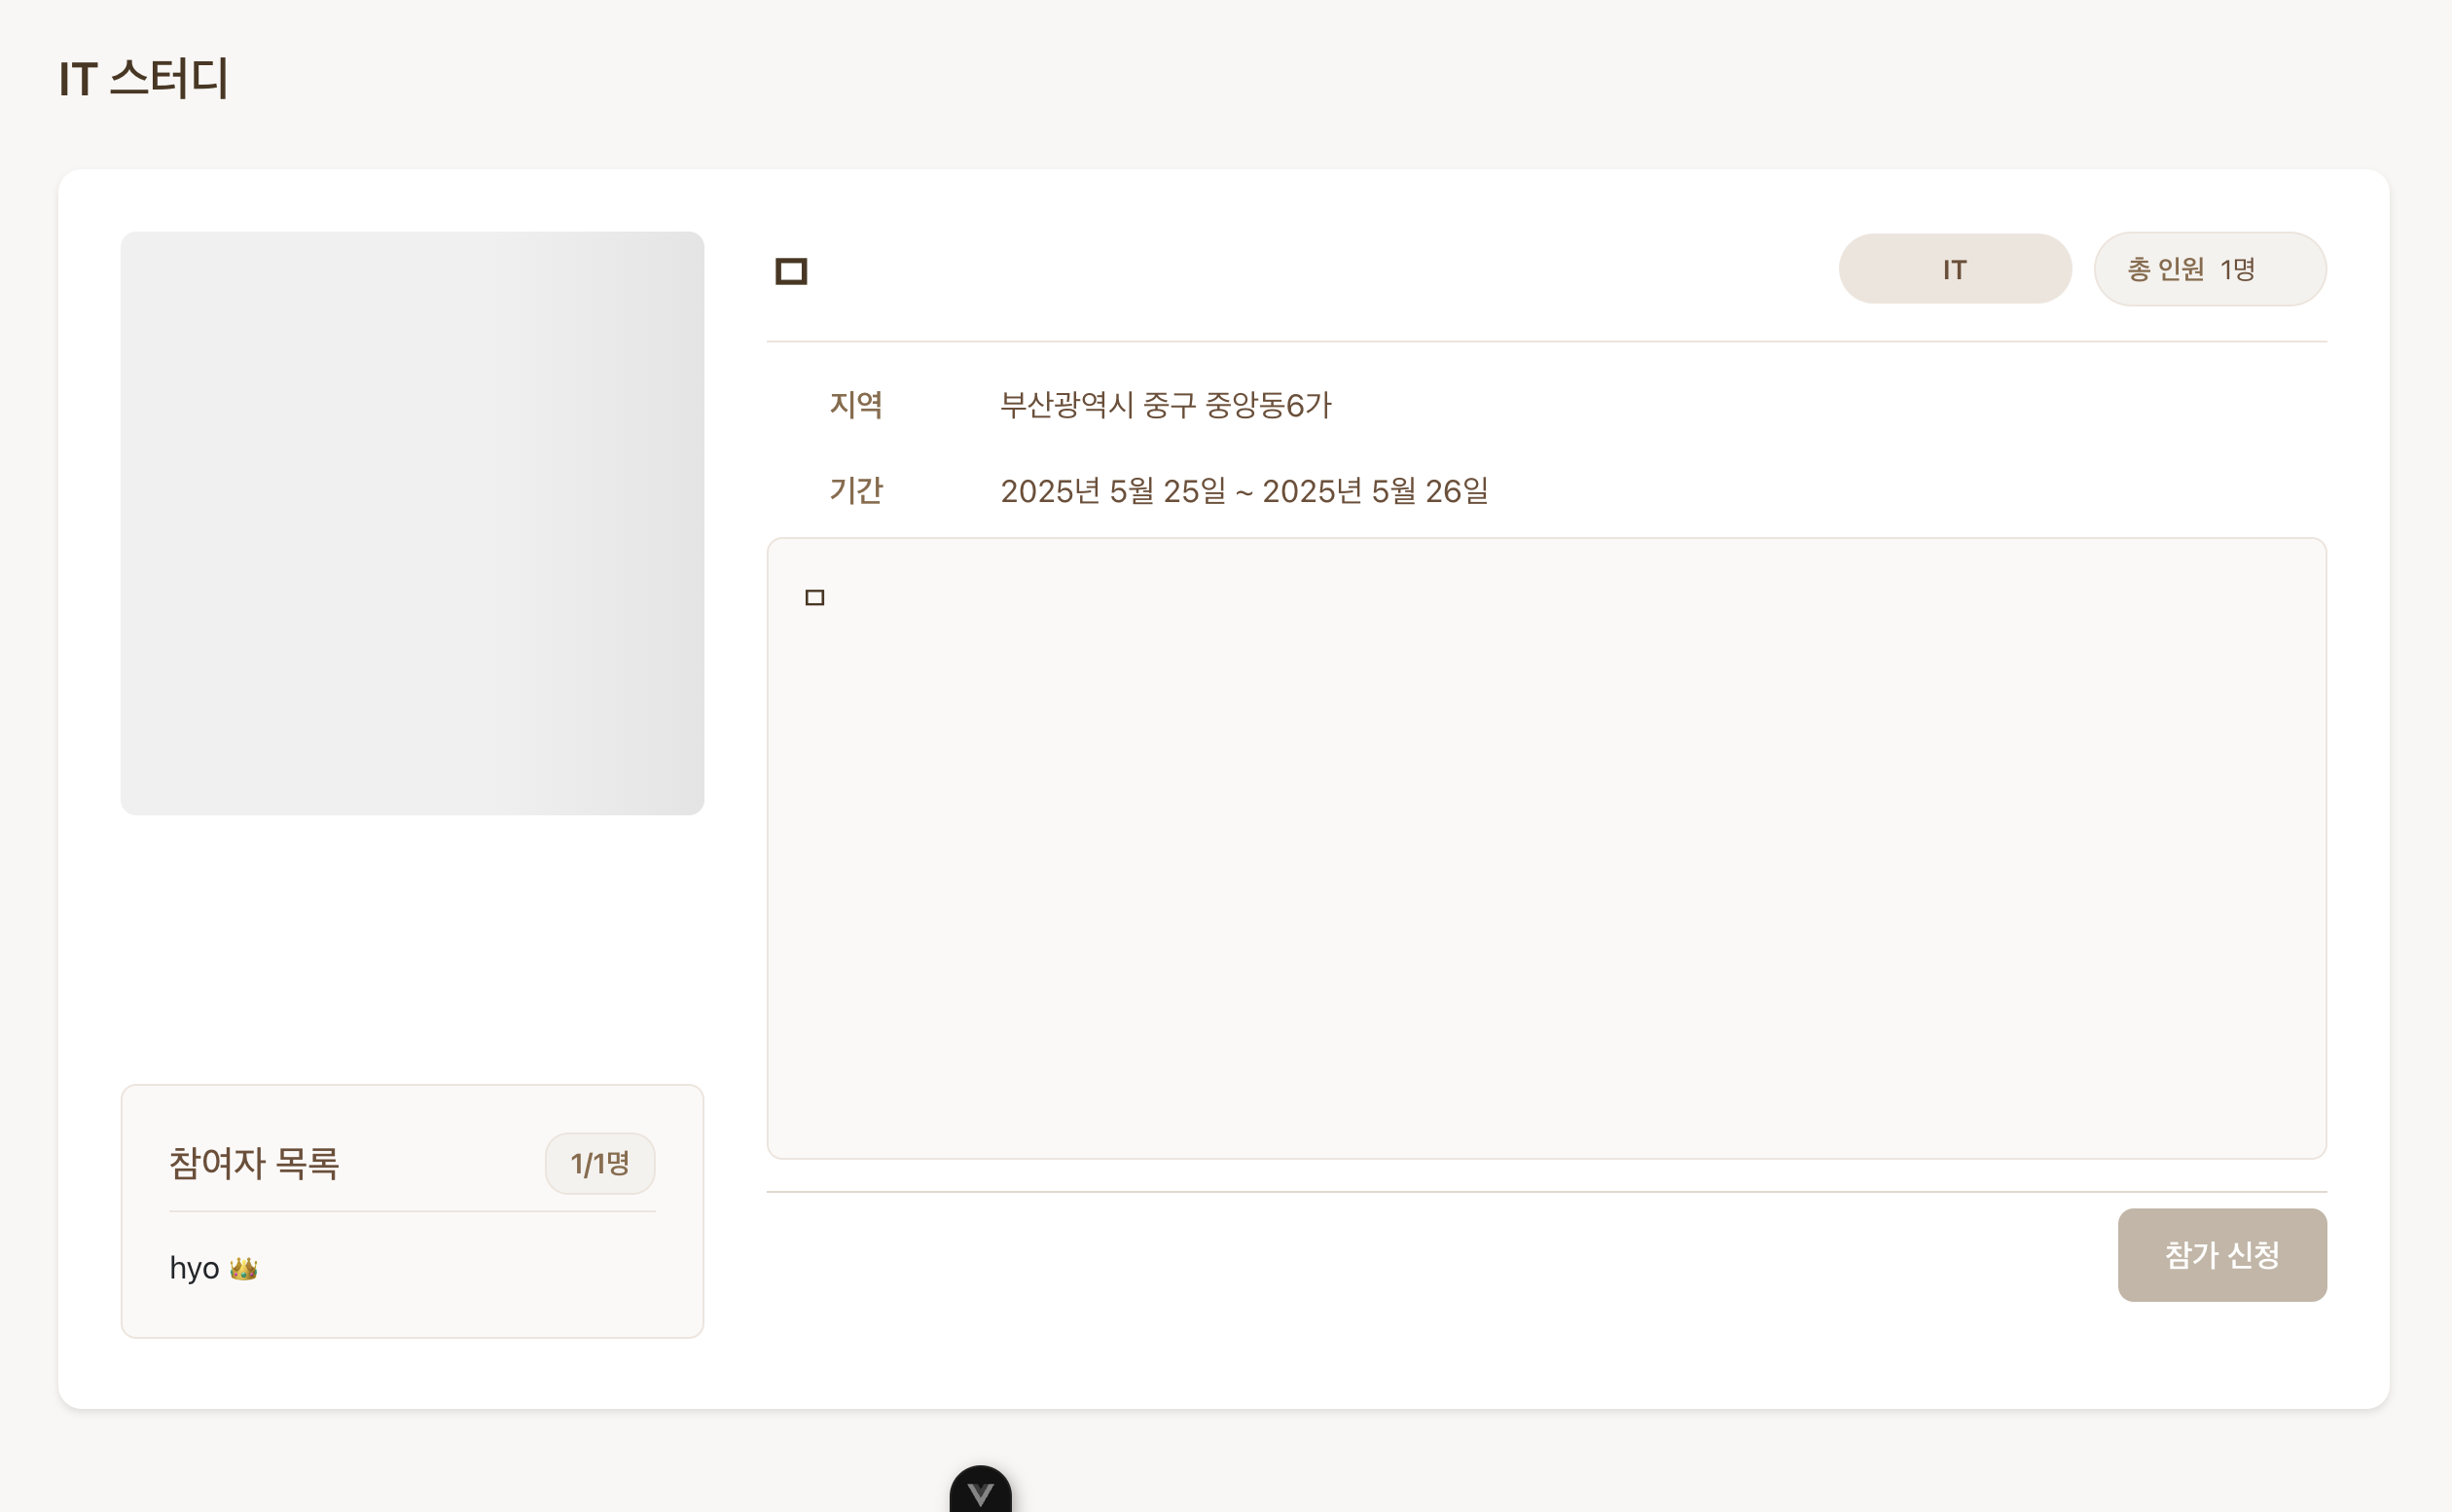 IT 스터디
ㅁ
IT
총 인원 1명
지역 부산광역시 중구 중앙동6가
기간 2025년 5월 25일 ~ 2025년 5월 26일
ㅁ
참여자 목록 1/1명
hyo 👑
참가 신청